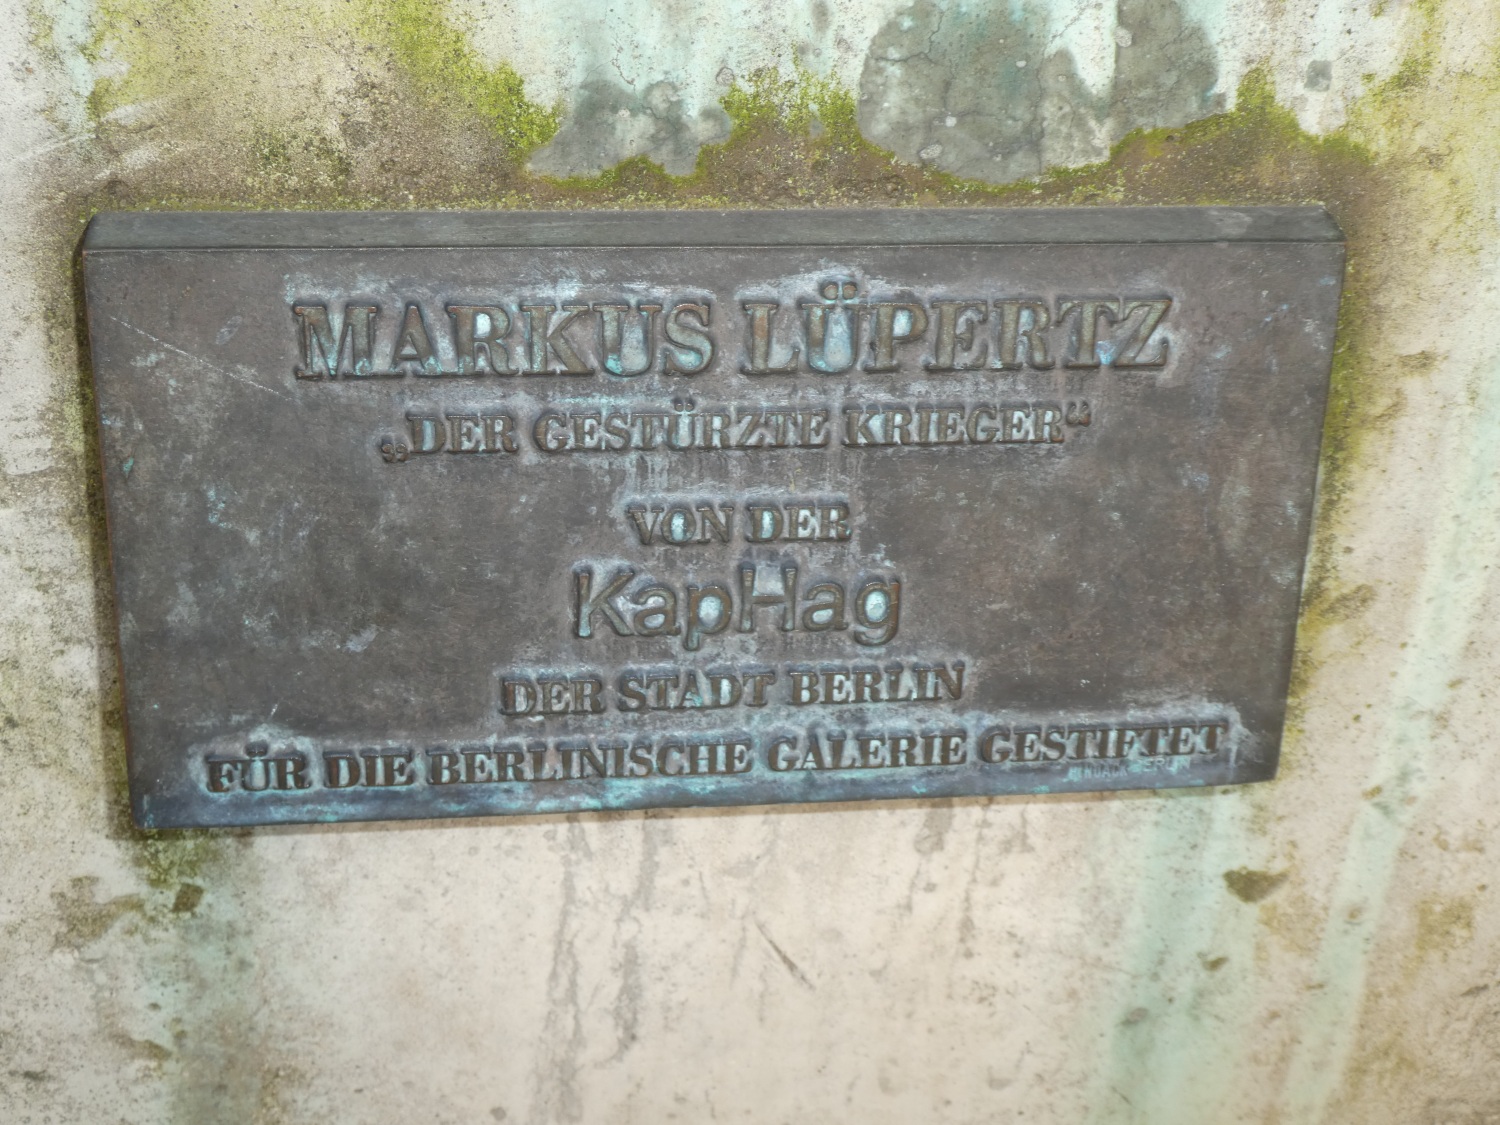 MARKUS LÜPERTZ
„DER GESTÜRZTE KRIEGER“
VON DER
KapHag
DER STADT BERLIN
FÜR DIE BERLINISCHE GALERIE GESTIFTET